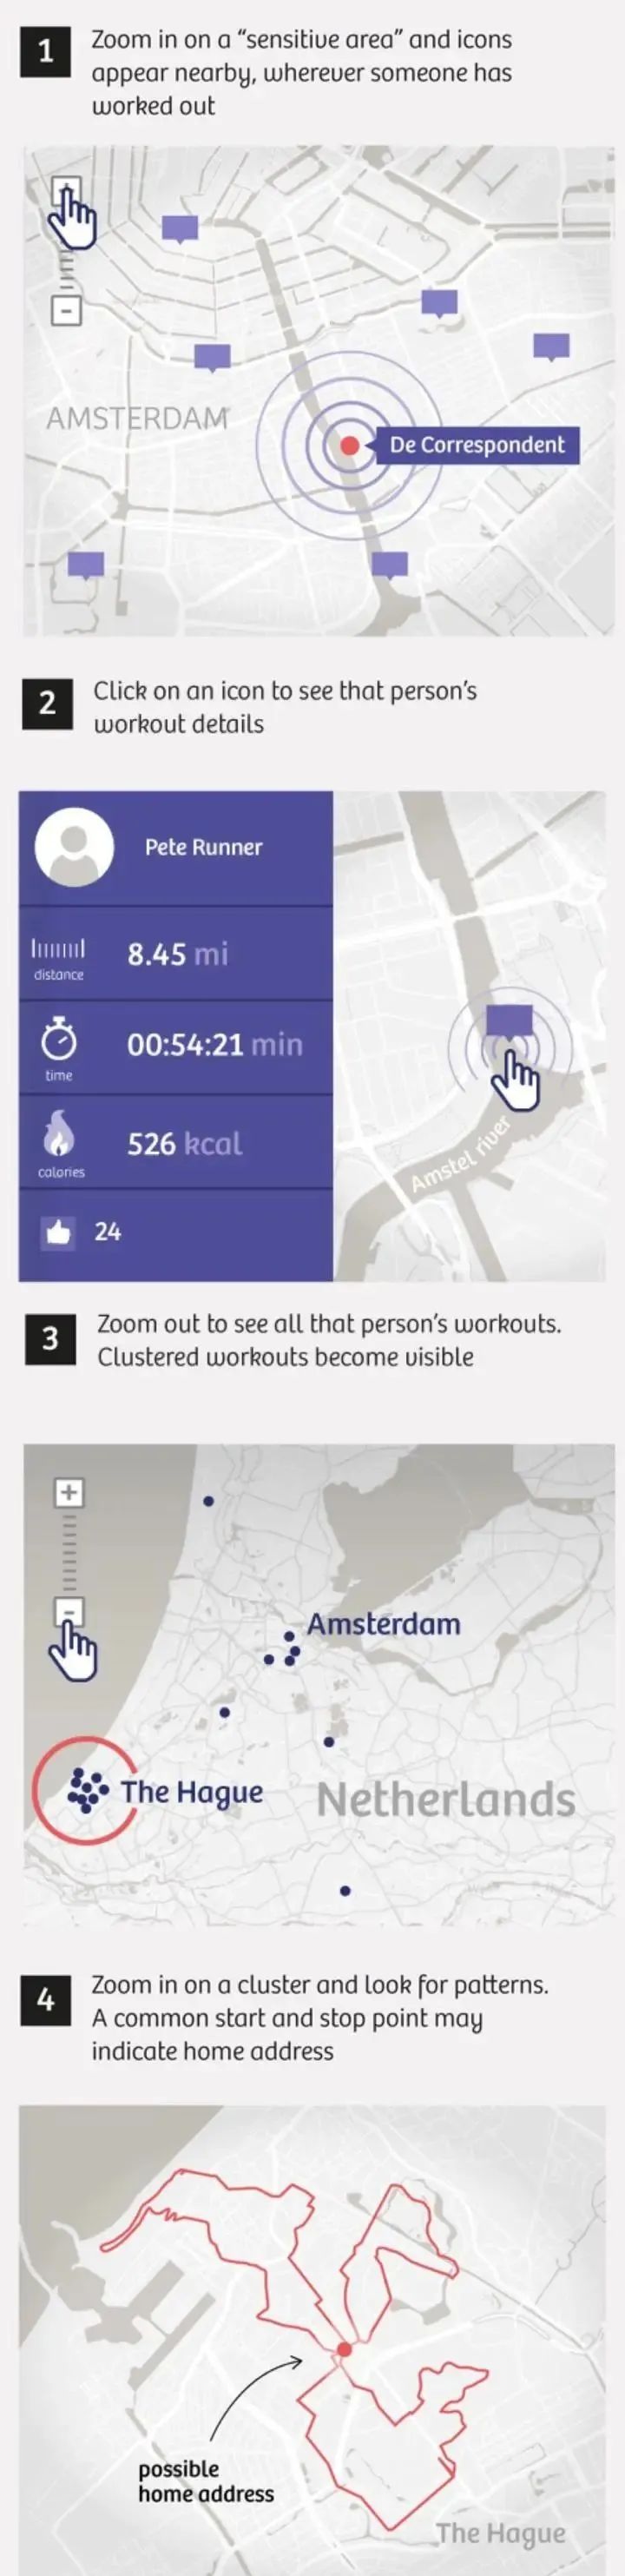 1
Zoom in on a “sensitive area” and icons
appear nearby, wherever someone has
worked out
+
-
AMSTERDAM
De Correspondent
2
Click on an icon to see that person’s
workout details
Pete Runner
distance
8.45 mi
time
00:54:21 min
calories
526 kcal
24
Amstel river
3
Zoom out to see all that person’s workouts.
Clustered workouts become visible
+
-
Amsterdam
The Hague
Netherlands
4
Zoom in on a cluster and look for patterns.
A common start and stop point may
indicate home address
possible
home address
The Hague